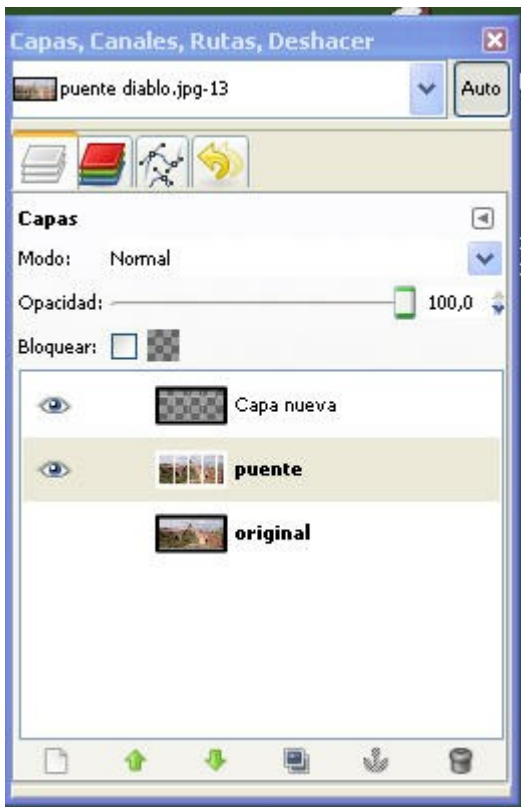 Capas, Canales, Rutas, Deshacer
puente diablo.jpg-13 Auto
Capas
Modo: Normal
Opacidad: 100,0
Bloquear:
Capa nueva
puente
original